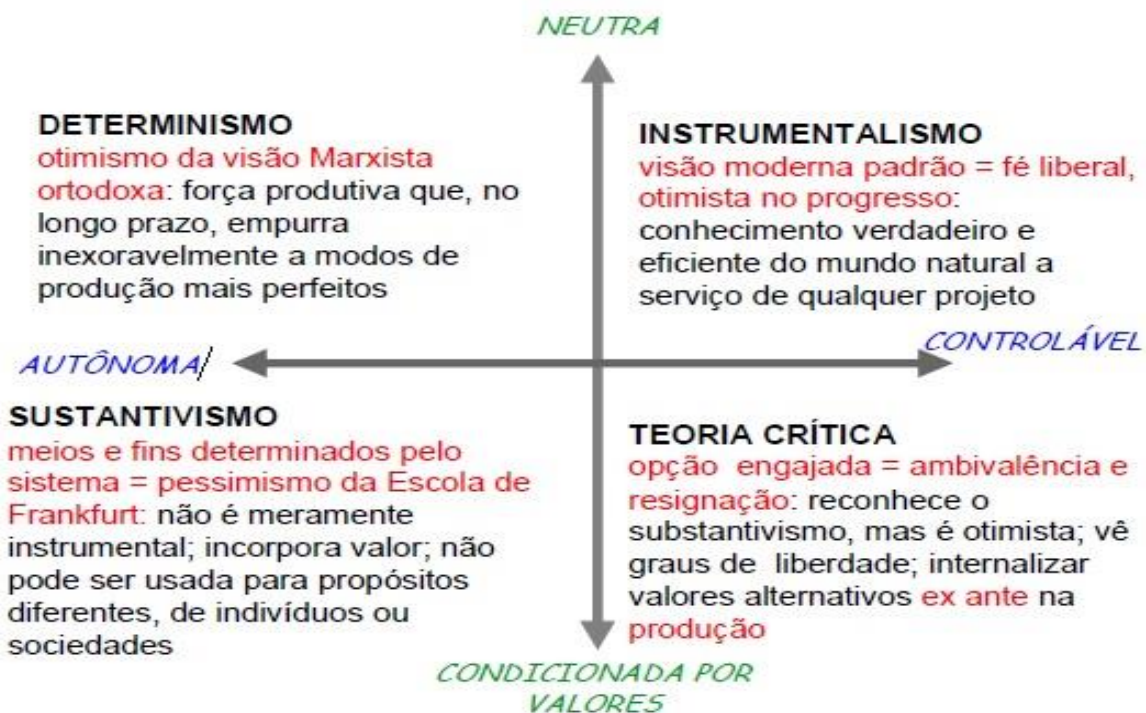 NEUTRA
DETERMINISMO
otimismo da visão Marxista
ortodoxa: força produtiva que, no
longo prazo, empurra
inexoravelmente a modos de
produção mais perfeitos
INSTRUMENTALISMO
visão moderna padrão = fé liberal,
otimista no progresso:
conhecimento verdadeiro e
eficiente do mundo natural a
serviço de qualquer projeto
AUTÔNOMA/
CONTROLÁVEL
SUSTANTIVISMO
meios e fins determinados pelo
sistema = pessimismo da Escola de
Frankfurt: não é meramente
instrumental; incorpora valor; não
pode ser usada para propósitos
diferentes, de indivíduos ou
sociedades
TEORIA CRÍTICA
opção engajada = ambivalência e
resignação: reconhece o
substantivismo, mas é otimista; vê
graus de liberdade; internalizar
valores alternativos ex ante na
produção
CONDICIONADA POR
VALORES